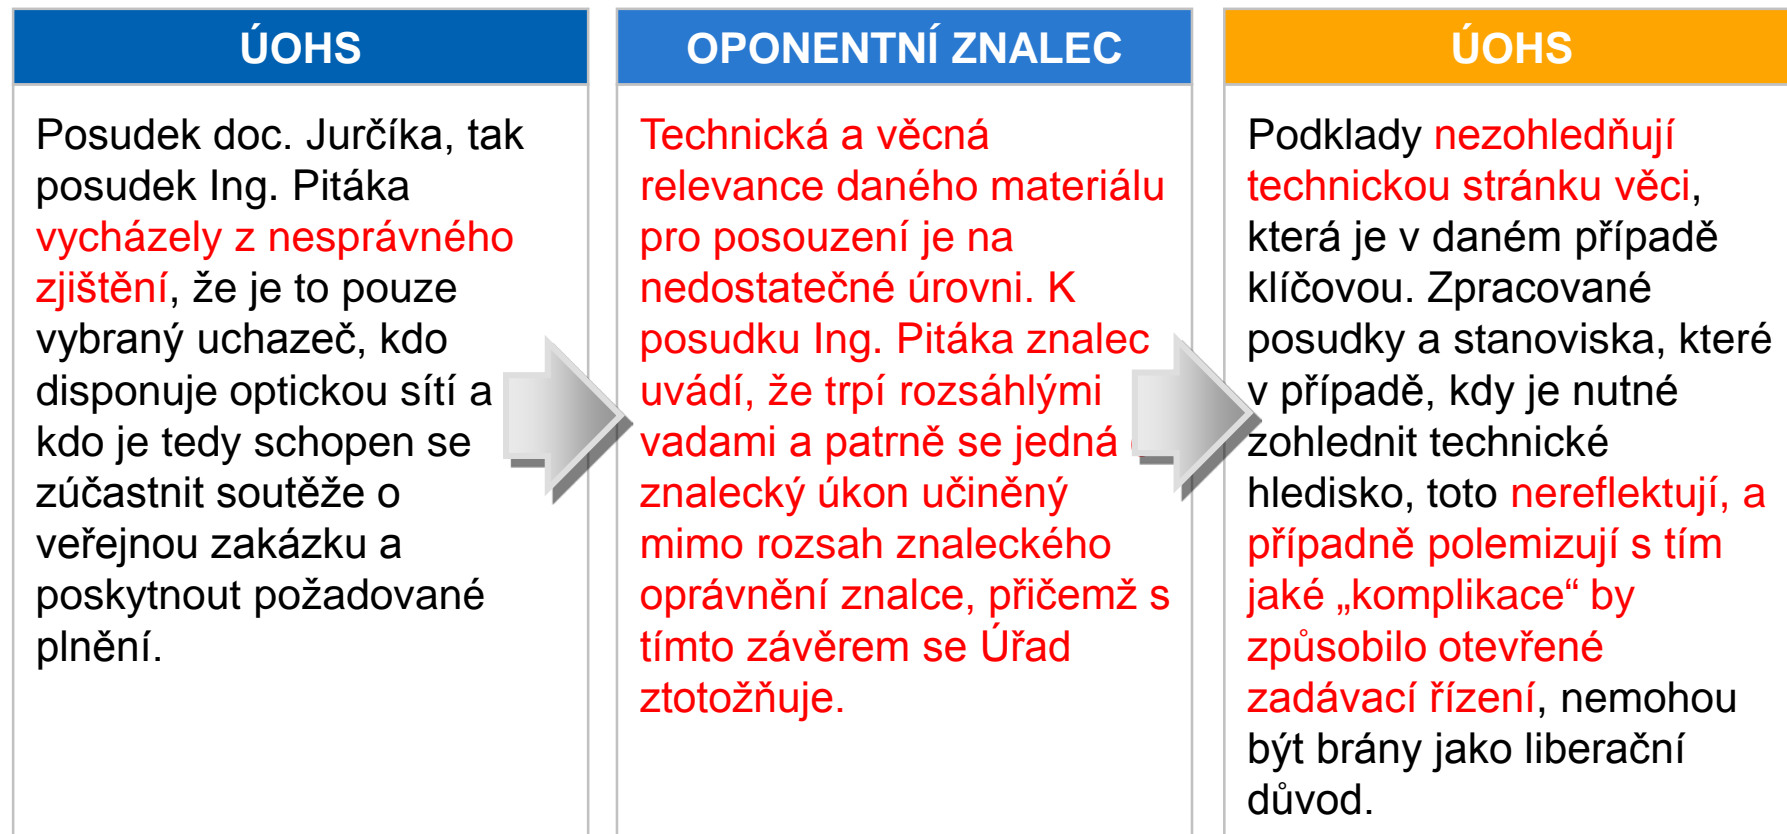 ÚOHS
Posudek doc. Jurčíka, tak
posudek Ing. Pitáka
vycházely z nesprávného
zjištění, že je to pouze
vybraný uchazeč, kdo
disponuje optickou sítí a
kdo je tedy schopen se
zúčastnit soutěže o
veřejnou zakázku a
poskytnout požadované
plnění.
OPONENTNÍ ZNALEC
Technická a věcná
relevance daného materiálu
pro posouzení je na
nedostatečné úrovni. K
posudku Ing. Pitáka znalec
uvádí, že trpí rozsáhlými
vadami a patrně se jedná
znalecký úkon učiněný
mimo rozsah znaleckého
oprávnění znalce, přičemž s
tímto závěrem se Úřad
ztotožňuje.
ÚOHS
Podklady nezohledňují
technickou stránku věci,
která je v daném případě
klíčovou. Zpracované
posudky a stanoviska, které
v případě, kdy je nutné
zohlednit technické
hledisko, toto nereflektují, a
případně polemizují s tím
jaké „komplikace“ by
způsobilo otevřené
zadávací řízení, nemohou
být brány jako liberační
důvod.